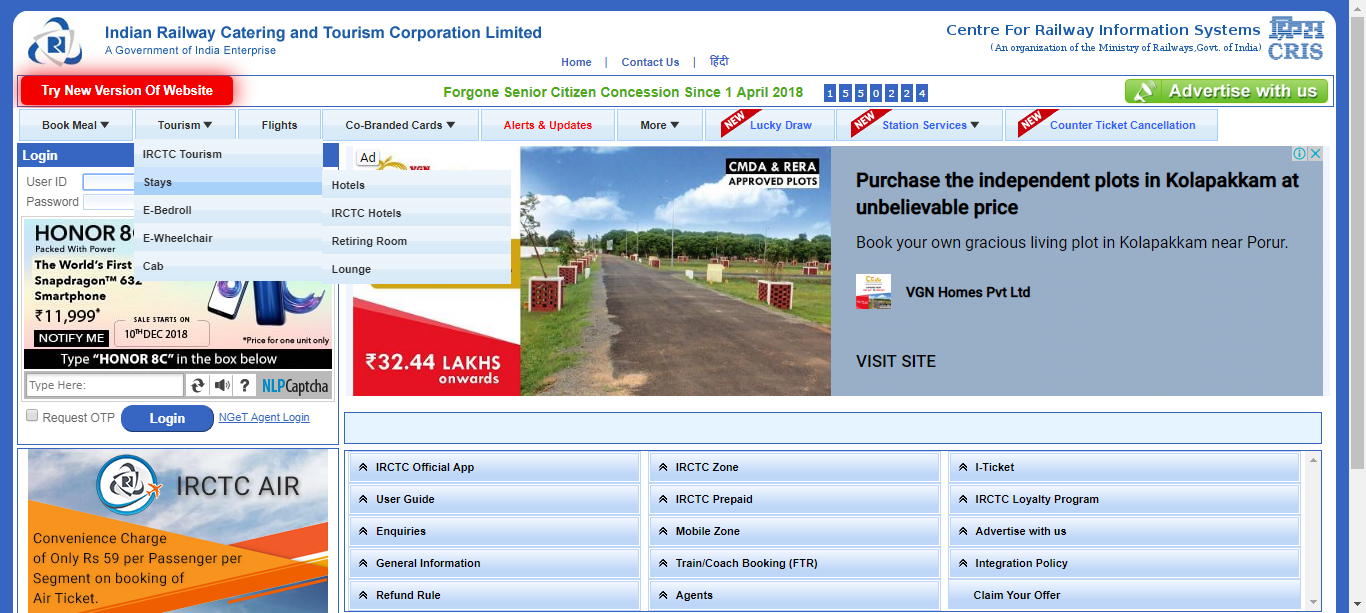 Indian Railway Catering and Tourism Corporation Limited
A Government of India Enterprise
Centre For Railway Information Systems
(An organization of the Ministry of Railways,Govt. of India)
CRIS
Home | Contact Us | हिंदी
Try New Version Of Website
Forgone Senior Citizen Concession Since 1 April 2018 1 5 5 0 2 2 4
Advertise with us
Book Meal Tourism Flights Co-Branded Cards Alerts & Updates More NEW Lucky Draw NEW Station Services NEW Counter Ticket Cancellation
Login
User ID
Password
IRCTC Tourism
Stays
E-Bedroll
E-Wheelchair
Cab
Hotels
IRCTC Hotels
Retiring Room
Lounge
HONOR 8
Packed With Power
The World's First
Snapdragon™ 632
Smartphone
₹11,999*
NOTIFY ME
SALE STARTS ON
10TH DEC 2018
*Price for one unit only
Type "HONOR 8C" in the box below
Type Here:
? NLPCaptcha
Request OTP Login NGeT Agent Login
Ad
VGN
CMDA & RERA
APPROVED PLOTS
₹32.44 LAKHS
onwards
Purchase the independent plots in Kolapakkam at
unbelievable price
Book your own gracious living plot in Kolapakkam near Porur.
VGN Homes Pvt Ltd
VISIT SITE
IRCTC AIR
Convenience Charge
of Only Rs 59 per Passenger per
Segment on booking of
Air Ticket.
IRCTC Official App IRCTC Zone I-Ticket
User Guide IRCTC Prepaid IRCTC Loyalty Program
Enquiries Mobile Zone Advertise with us
General Information Train/Coach Booking (FTR) Integration Policy
Refund Rule Agents Claim Your Offer